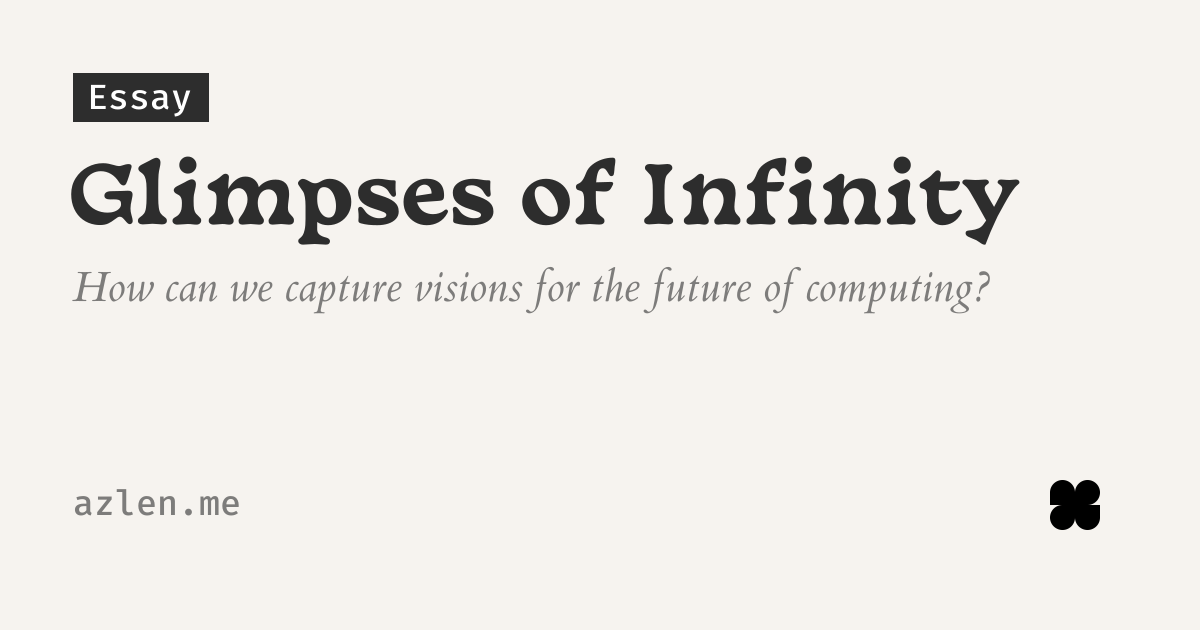 Essay
Glimpses of Infinity
How can we capture visions for the future of computing?
azlen.me